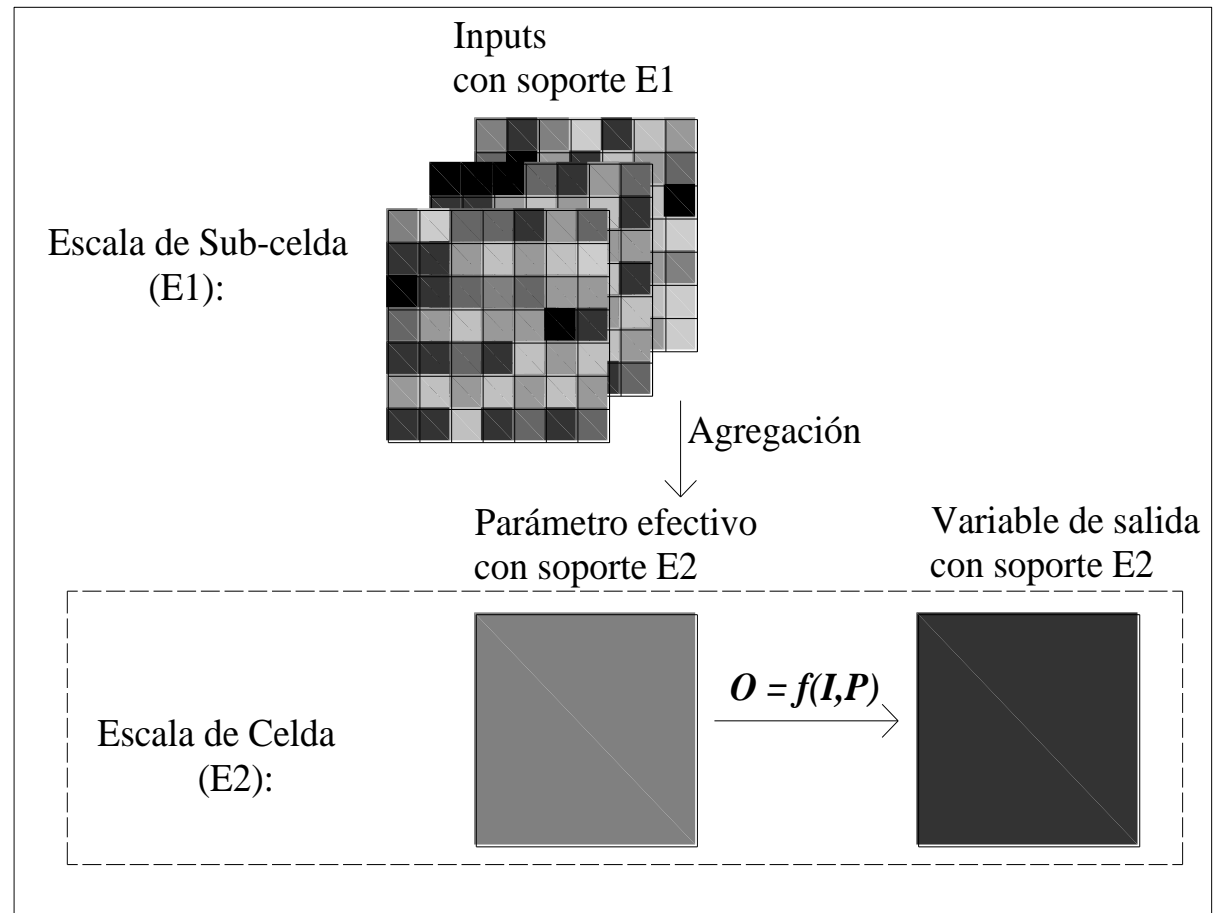 Inputs
con soporte E1
Escala de Sub-celda
(E1):
Agregación
Parámetro efectivo
con soporte E2
Variable de salida
con soporte E2
O = f(I,P)
Escala de Celda
(E2):